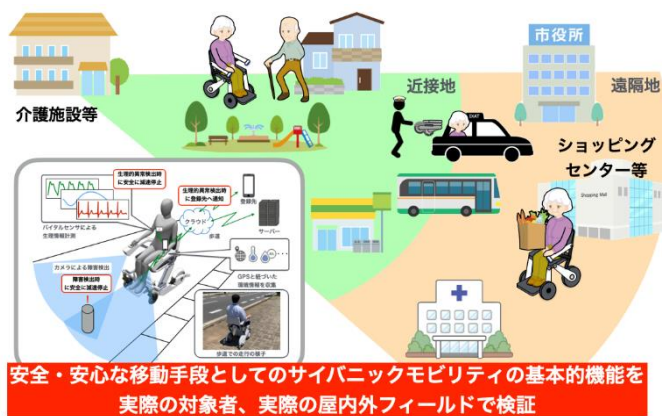 市役所
近接地
遠隔地
介護施設等
TAXI
ショッピング
センター等
Shopping Mall
生理的異常検出時
に安全に減速停止
生理的異常検出時
に登録先へ通知
登録先
クラウド
サーバー
バイタルセンサによる
生理情報計測
歩道
カメラによる障害検出
障害検出時
に安全に減速停止
GPSと紐づいた
環境情報を収集
歩道での走行の様子
安全・安心な移動手段としてのサイバニックモビリティの基本的機能を
実際の対象者、実際の屋内外フィールドで検証